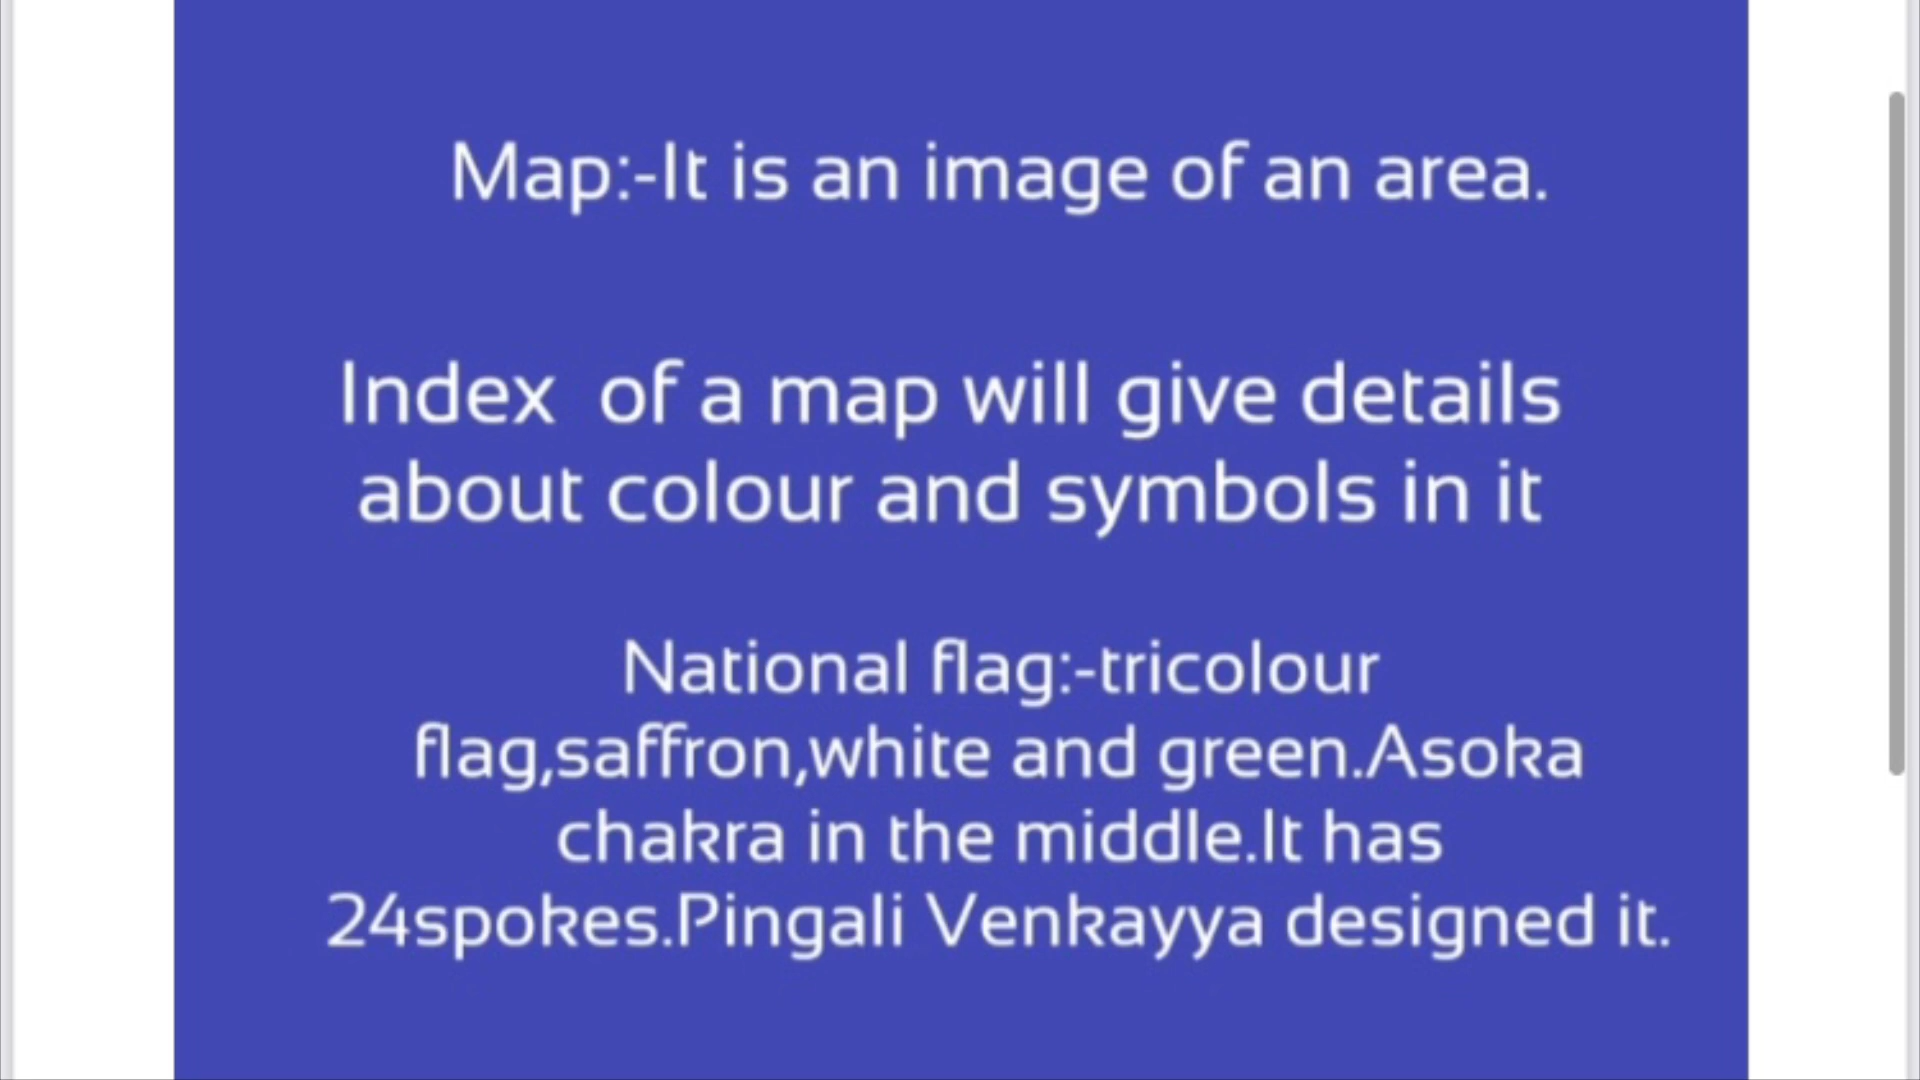 Map:-It is an image of an area.
Index of a map will give details
about colour and symbols in it
National flag:-tricolour
flag,saffron,white and green.Asoka
chakra in the middle.It has
24spokes.Pingali Venkayya designed it.